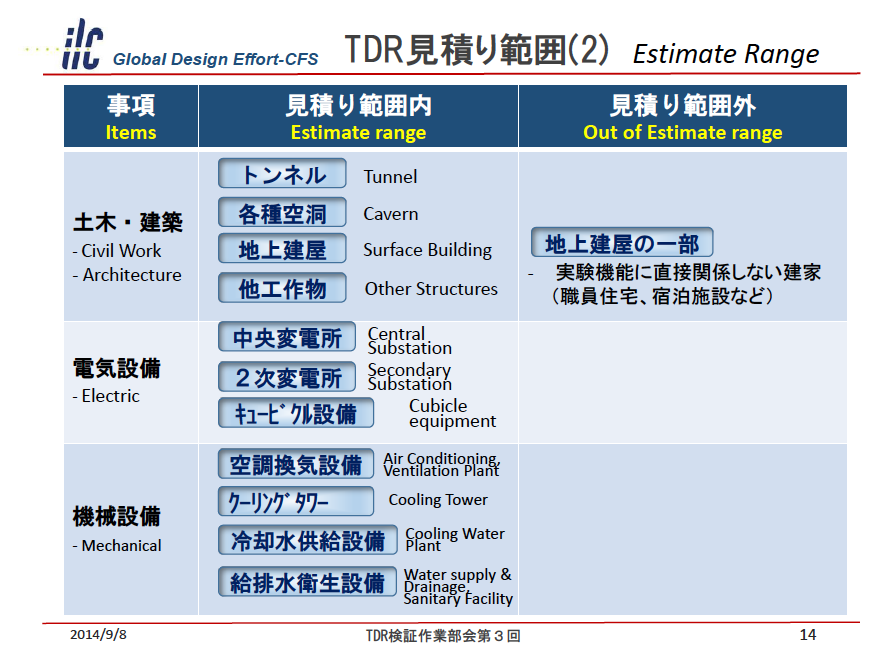 ilc
Global Design Effort-CFS
TDR見積り範囲(2)
Estimate Range
事項
Items
見積り範囲内
Estimate range
見積り範囲外
Out of Estimate range
土木・建築
- Civil Work
- Architecture
トンネル
Tunnel
各種空洞
Cavern
地上建屋
Surface Building
他工作物
Other Structures
地上建屋の一部
- 実験機能に直接関係しない建家
（職員住宅、宿泊施設など）
電気設備
- Electric
中央変電所
Central
Substation
２次変電所
Secondary
Substation
ｷｭｰﾋﾞｸﾙ設備
Cubicle
equipment
機械設備
- Mechanical
空調換気設備
Air Conditioning,
Ventilation Plant
ｸｰﾘﾝｸﾞﾀﾜｰ
Cooling Tower
冷却水供給設備
Cooling Water
Plant
給排水衛生設備
Water supply &
Drainage,
Sanitary Facility
2014/9/8
TDR検証作業部会第３回
14